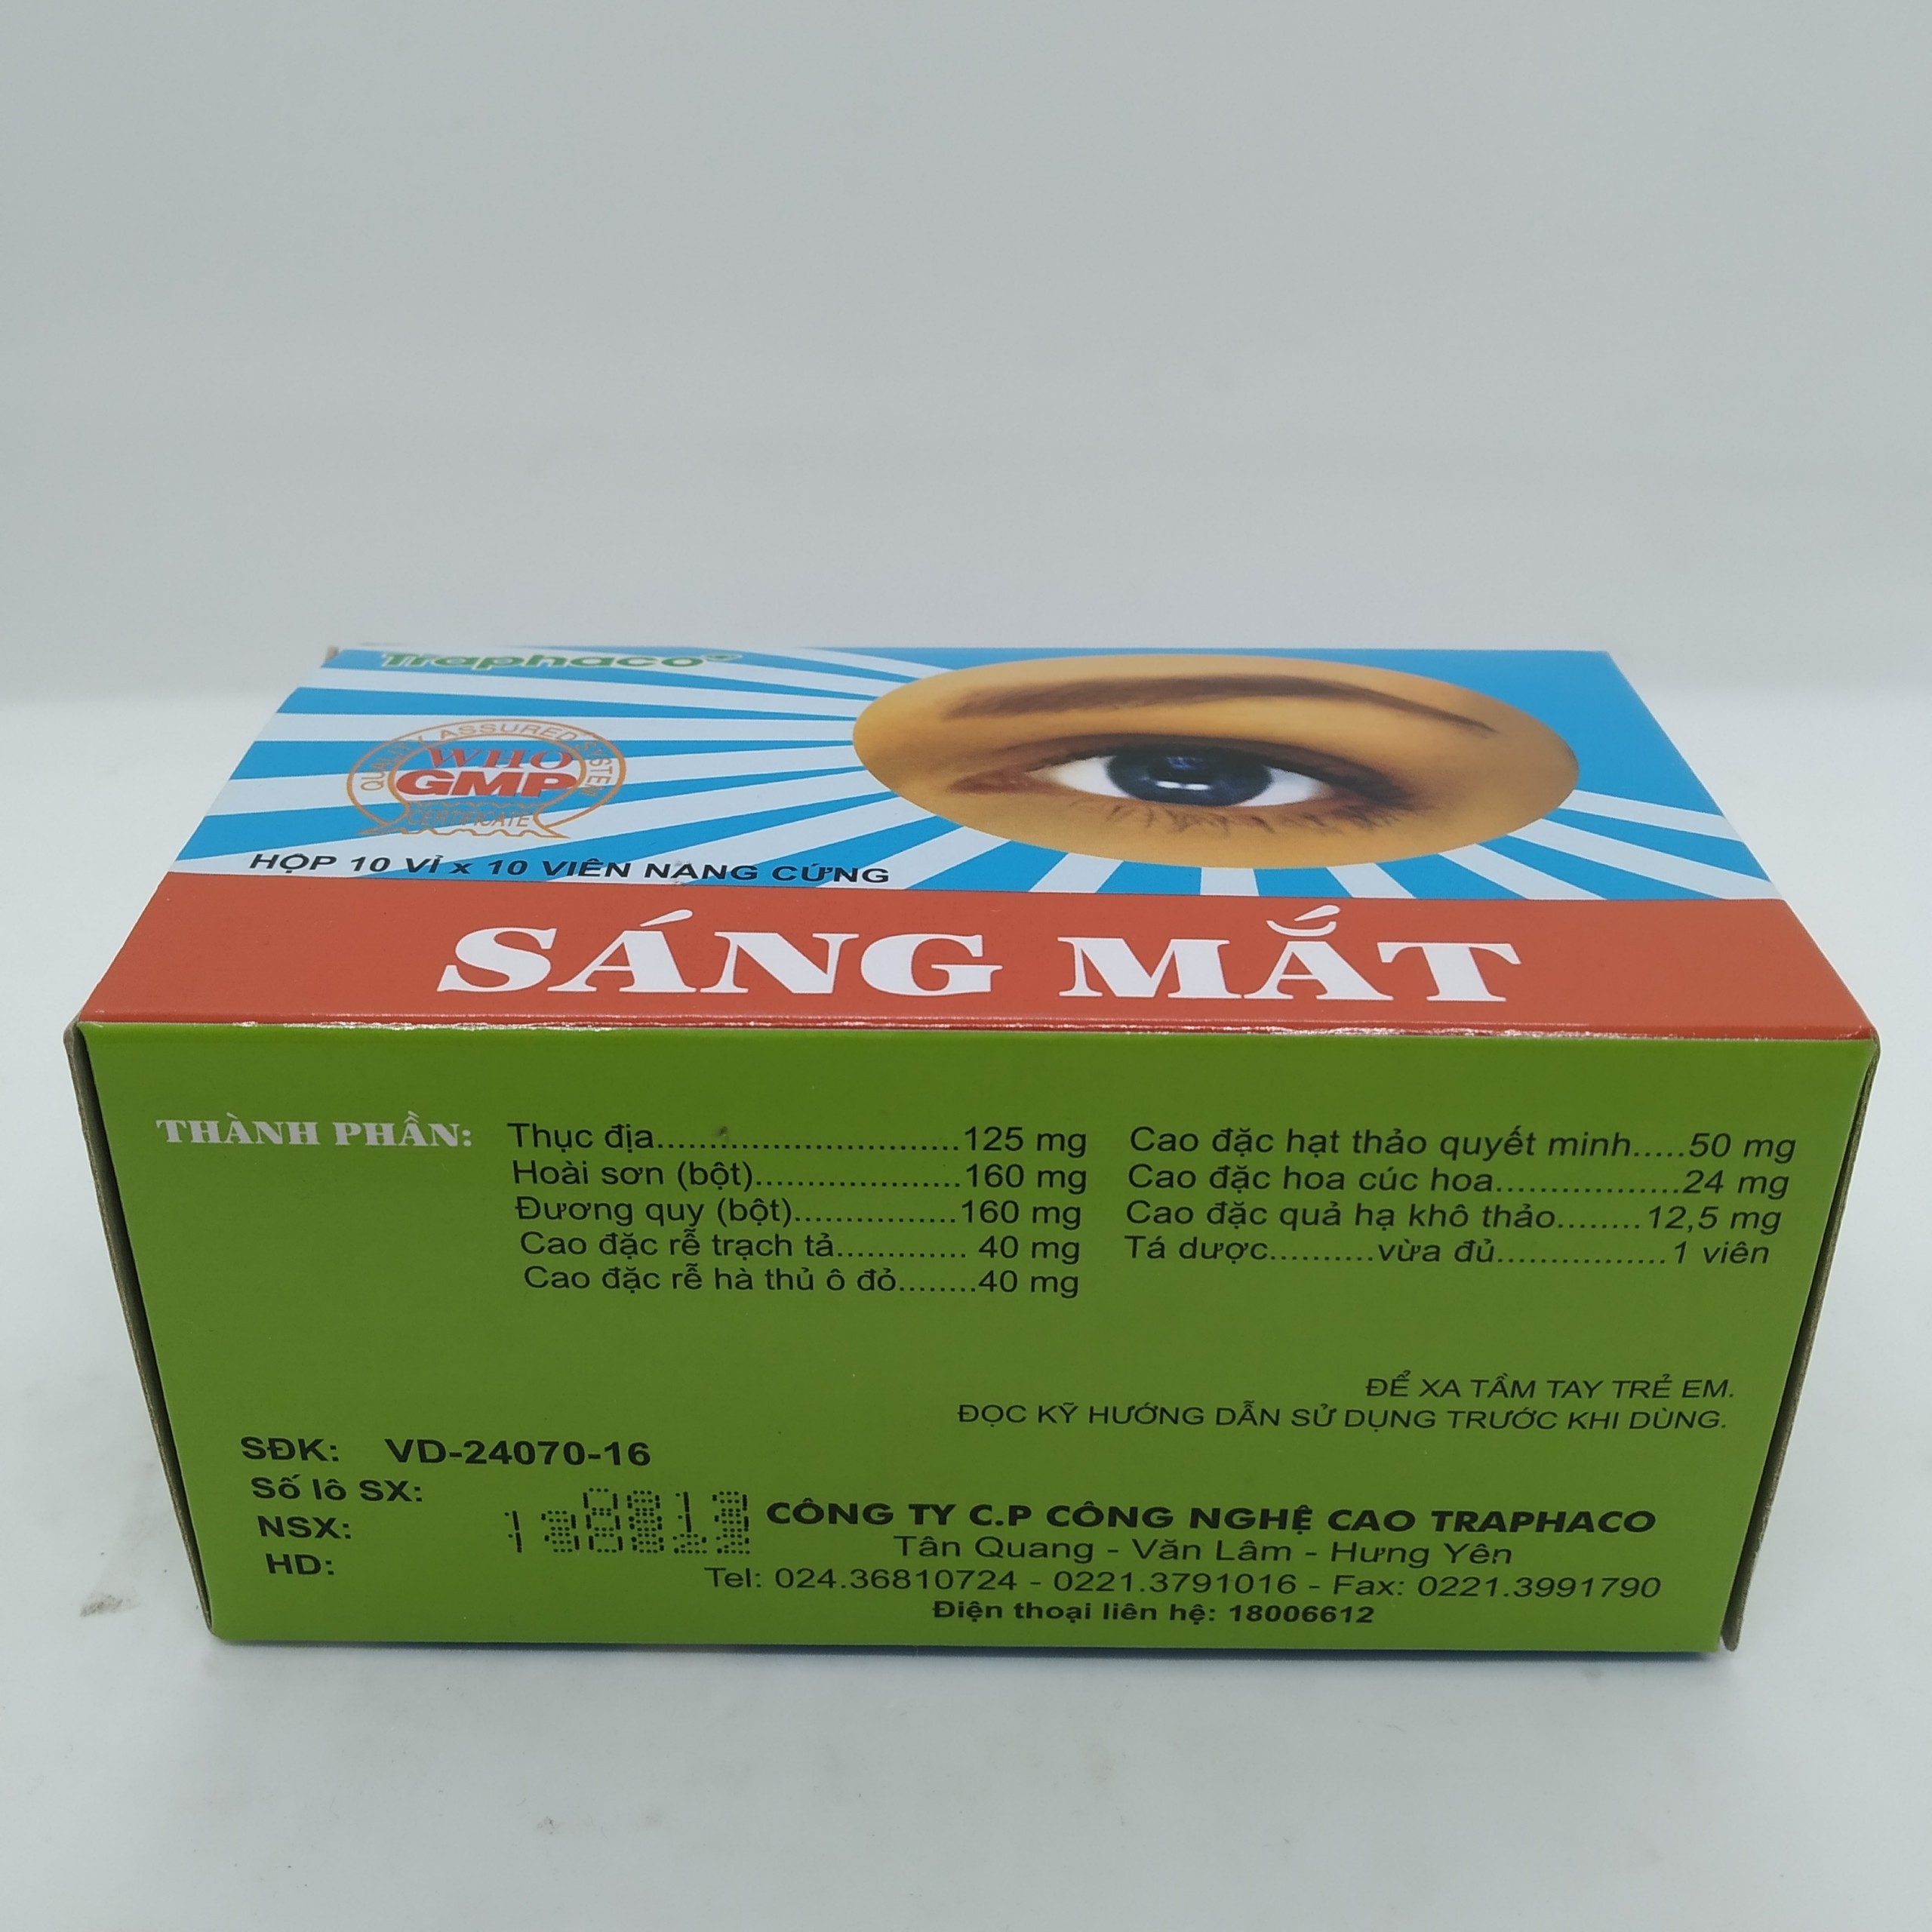 Traphaco
QUALITY ASSURED SYSTEM
WHO
GMP
CERTIFICATE
HỘP 10 VỈ x 10 VIÊN NANG CỨNG
SÁNG MẮT
THÀNH PHẦN:
Thục địa.............................125 mg
Hoài sơn (bột)....................160 mg
Đương quy (bột)................160 mg
Cao đặc rễ trạch tả............. 40 mg
Cao đặc rễ hà thủ ô đỏ........40 mg
Cao đặc hạt thảo quyết minh.....50 mg
Cao đặc hoa cúc hoa..................24 mg
Cao đặc quả hạ khô thảo........12,5 mg
Tá dược..........vừa đủ................1 viên
ĐỂ XA TẦM TAY TRẺ EM.
ĐỌC KỸ HƯỚNG DẪN SỬ DỤNG TRƯỚC KHI DÙNG.
SĐK: VD-24070-16
Số lô SX:
NSX:
HD:
CÔNG TY C.P CÔNG NGHỆ CAO TRAPHACO
Tân Quang - Văn Lâm - Hưng Yên
Tel: 024.36810724 - 0221.3791016 - Fax: 0221.3991790
Điện thoại liên hệ: 18006612